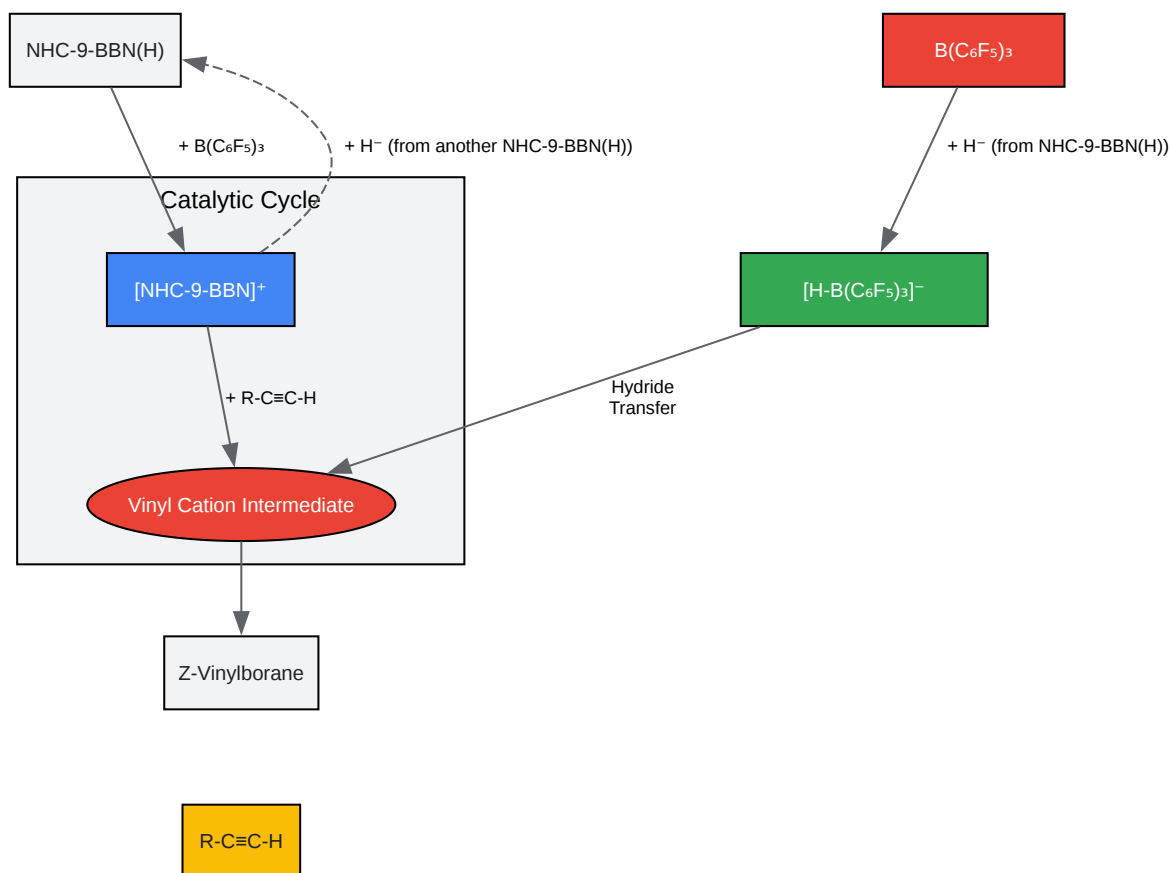 NHC-9-BBN(H)
B(C₆F₅)₃
+ B(C₆F₅)₃
+ H⁻ (from another NHC-9-BBN(H))
+ H⁻ (from NHC-9-BBN(H))
Catalytic Cycle
[NHC-9-BBN]⁺
[H-B(C₆F₅)₃]⁻
+ R-C≡C-H
Hydride
Transfer
Vinyl Cation Intermediate
Z-Vinylborane
R-C≡C-H